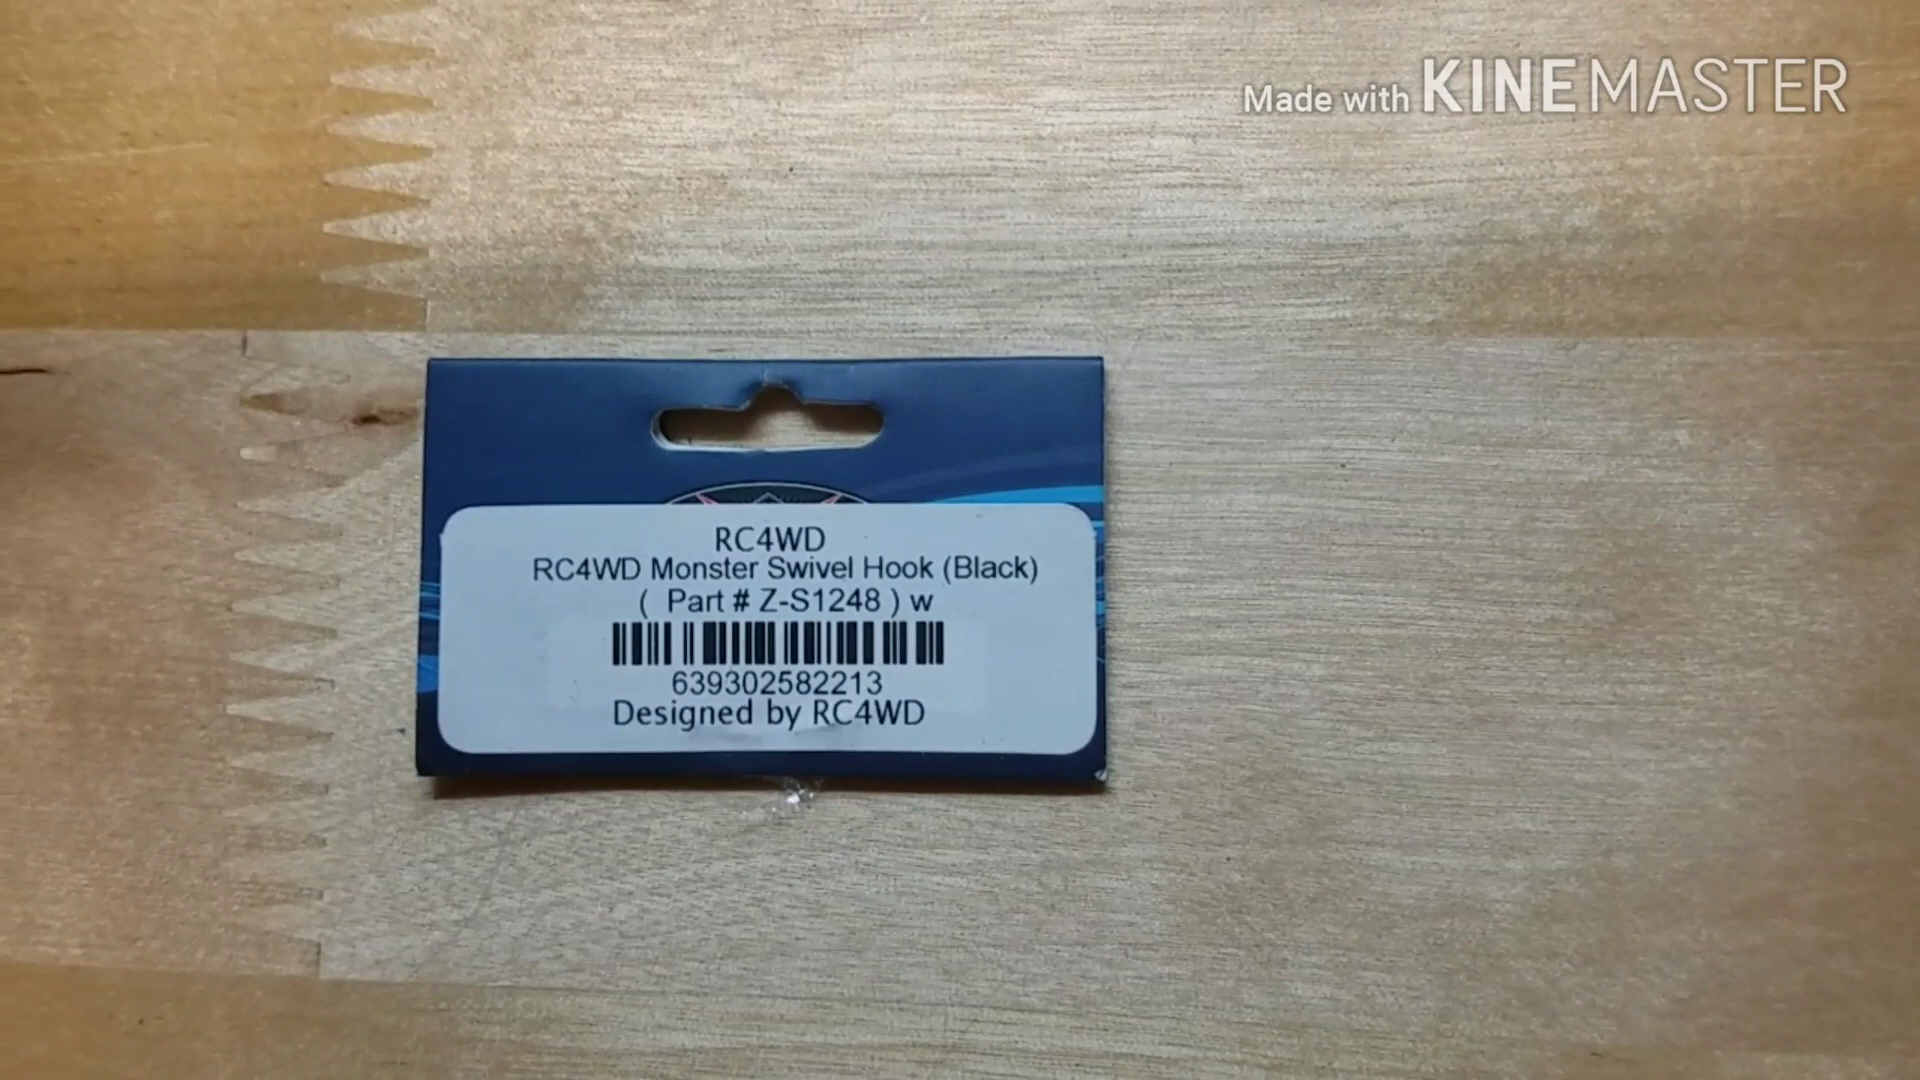 Made with KINEMASTER
RC4WD
RC4WD Monster Swivel Hook (Black)
( Part # Z-S1248 ) w
639302582213
Designed by RC4WD